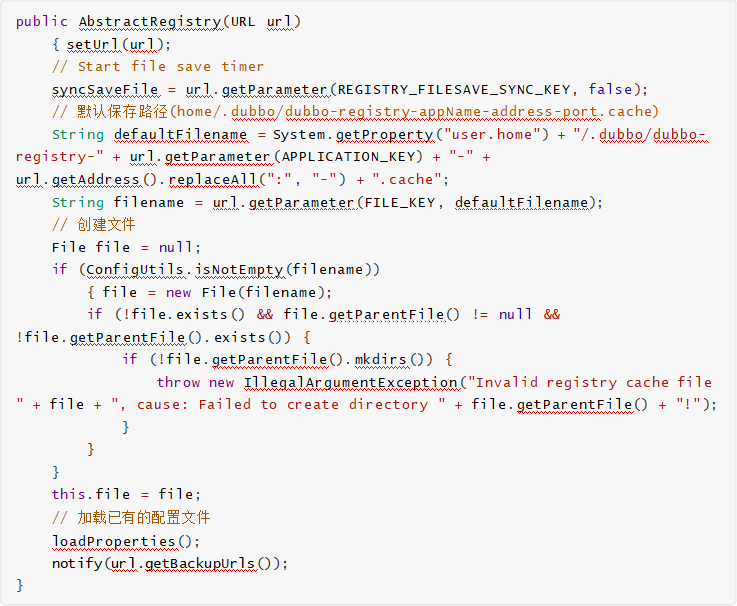 public AbstractRegistry(URL url)
    { setUrl(url);
    // Start file save timer
    syncSaveFile = url.getParameter(REGISTRY_FILESAVE_SYNC_KEY, false);
    // 默认保存路径(home/.dubbo/dubbo-registry-appName-address-port.cache)
    String defaultFilename = System.getProperty("user.home") + "/.dubbo/dubbo-
registry-" + url.getParameter(APPLICATION_KEY) + "-" +
url.getAddress().replaceAll(":", "-") + ".cache";
    String filename = url.getParameter(FILE_KEY, defaultFilename);
    // 创建文件
    File file = null;
    if (ConfigUtils.isNotEmpty(filename))
        { file = new File(filename);
        if (!file.exists() && file.getParentFile() != null &&
!file.getParentFile().exists()) {
            if (!file.getParentFile().mkdirs()) {
                throw new IllegalArgumentException("Invalid registry cache file
" + file + ", cause: Failed to create directory " + file.getParentFile() + "!");
            }
        }
    }
    this.file = file;
    // 加载已有的配置文件
    loadProperties();
    notify(url.getBackupUrls());
}